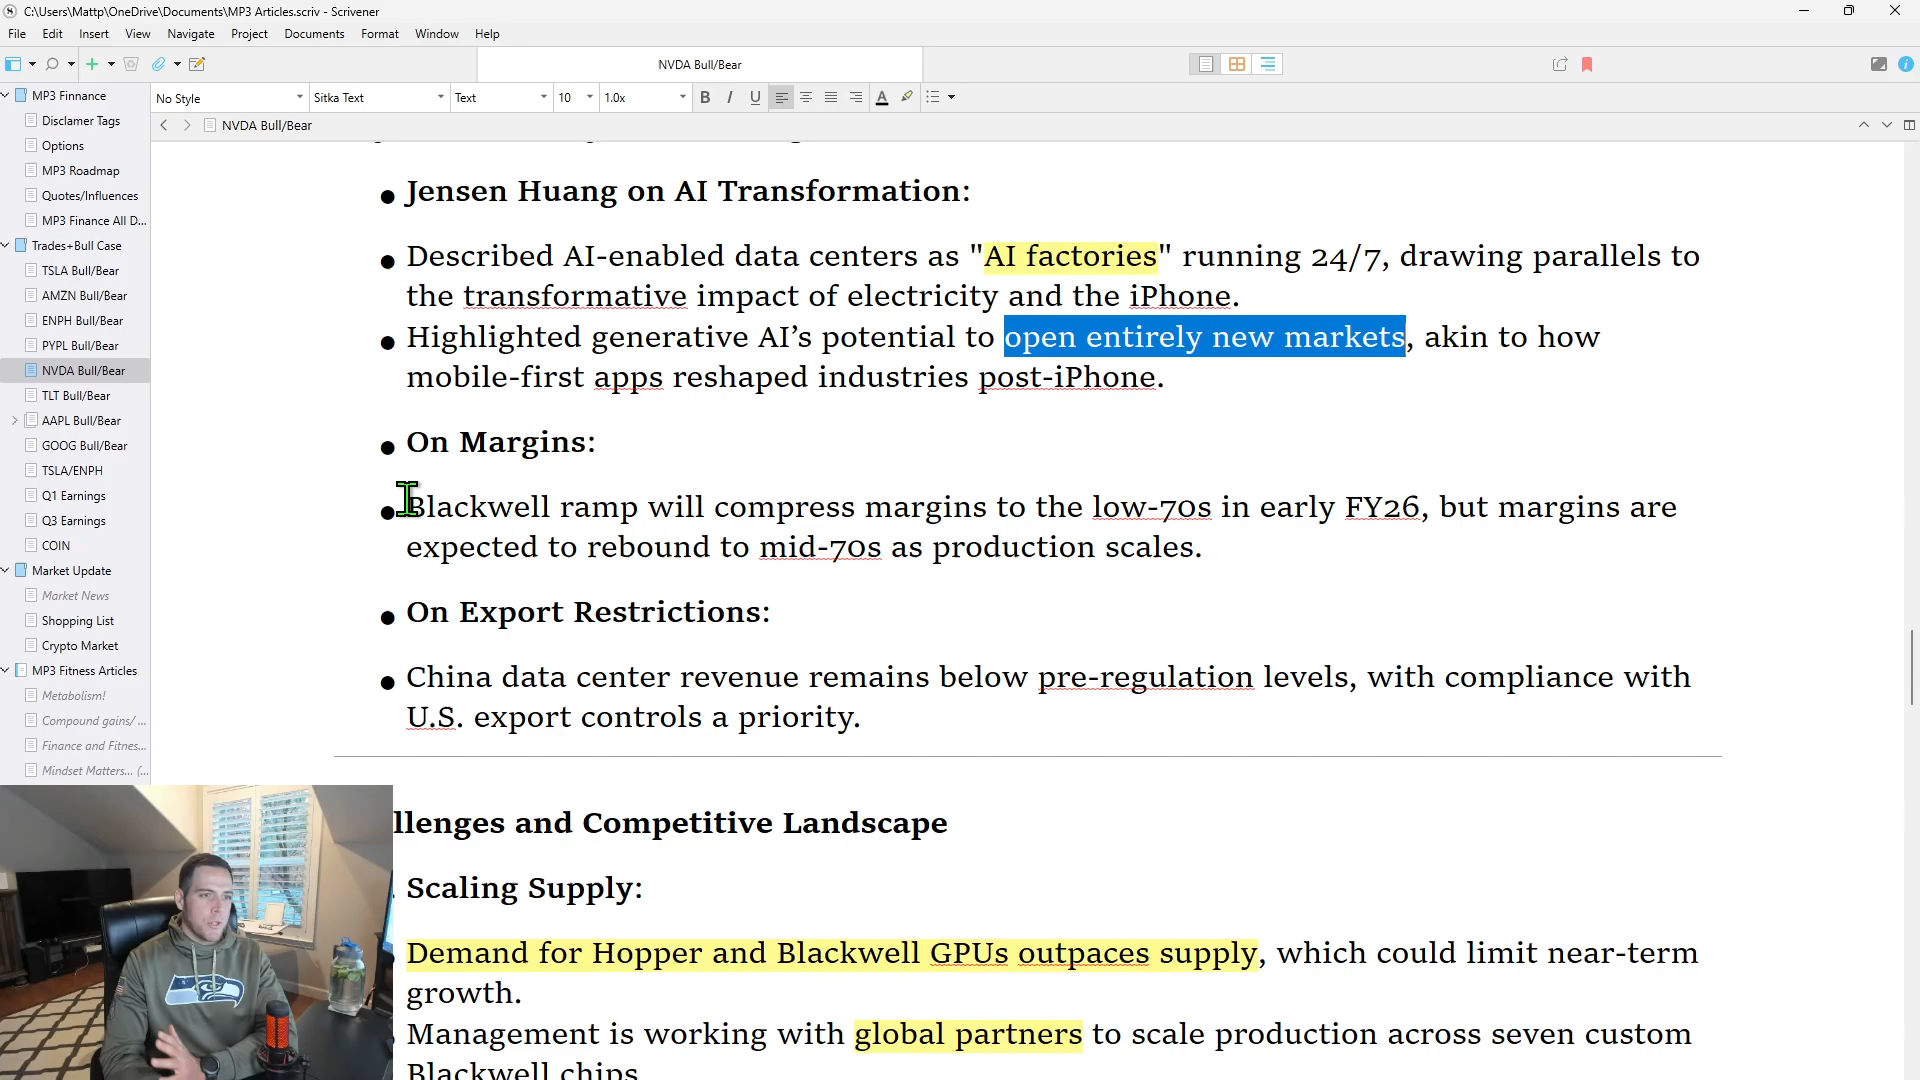 C:\Users\Mattp\OneDrive\Documents\MP3 Articles.scriv - Scrivener
File Edit Insert View Navigate Project Documents Format Window Help
NVDA Bull/Bear
No Style Sitka Text Text 10 1.0x B I U A
NVDA Bull/Bear
MP3 Finnance
Disclamer Tags
Options
MP3 Roadmap
Quotes/Influences
MP3 Finance All D...
Trades+Bull Case
TSLA Bull/Bear
AMZN Bull/Bear
ENPH Bull/Bear
PYPL Bull/Bear
NVDA Bull/Bear
TLT Bull/Bear
AAPL Bull/Bear
GOOG Bull/Bear
TSLA/ENPH
Q1 Earnings
Q3 Earnings
COIN
Market Update
Market News
Shopping List
Crypto Market
MP3 Fitness Articles
Metabolism!
Compound gains/ ...
Finance and Fitnes...
Mindset Matters... (...
Jensen Huang on AI Transformation:
Described AI-enabled data centers as "AI factories" running 24/7, drawing parallels to
the transformative impact of electricity and the iPhone.
Highlighted generative AI’s potential to open entirely new markets, akin to how
mobile-first apps reshaped industries post-iPhone.
On Margins:
Blackwell ramp will compress margins to the low-70s in early FY26, but margins are
expected to rebound to mid-70s as production scales.
On Export Restrictions:
China data center revenue remains below pre-regulation levels, with compliance with
U.S. export controls a priority.
llenges and Competitive Landscape
Scaling Supply:
Demand for Hopper and Blackwell GPUs outpaces supply, which could limit near-term
growth.
Management is working with global partners to scale production across seven custom
Blackwell chips.